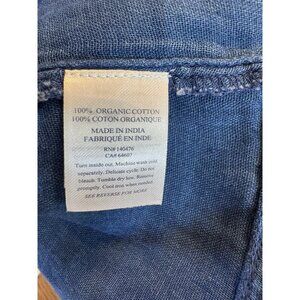 100% ORGANIC COTTON
100% COTON ORGANIQUE
MADE IN INDIA
FABRIQUÉ EN INDE
RN# 140476
CA# 64607
Turn inside out. Machine wash cold
separately. Delicate cycle. Do not
bleach. Tumble dry low. Remove
promptly. Cool iron when needed.
SEE REVERSE FOR MORE